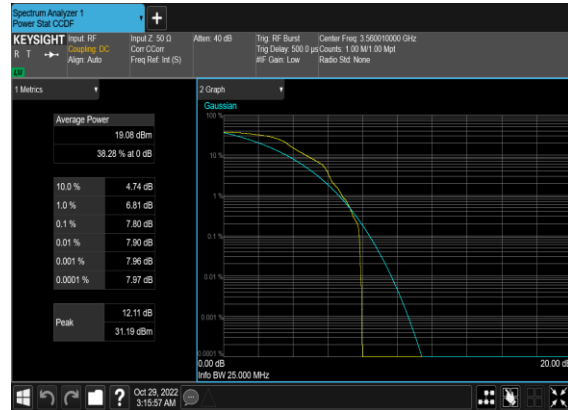 Spectrum Analyzer 1
Power Stat CCDF
+
KEYSIGHT
R T
LXI
Input: RF
Coupling: DC
Align: Auto
Input Z: 50 Ω
Corr CCorr
Freq Ref: Int (S)
Atten: 40 dB
Trig: RF Burst
Trig Delay: 500.0 µs
#IF Gain: Low
Center Freq: 3.560010000 GHz
Counts: 1.00 M/1.00 Mpt
Radio Std: None
1 Metrics
Average Power
19.08 dBm
38.28 % at 0 dB
10.0 % 4.74 dB
1.0 % 6.81 dB
0.1 % 7.80 dB
0.01 % 7.90 dB
0.001 % 7.96 dB
0.0001 % 7.97 dB
Peak
12.11 dB
31.19 dBm
2 Graph
Gaussian
100 %
10 %
1 %
0.1 %
0.01 %
0.001 %
0.0001 %
0.00 dB
20.00 dB
Info BW 25.000 MHz
?
Oct 29, 2022
3:15:57 AM